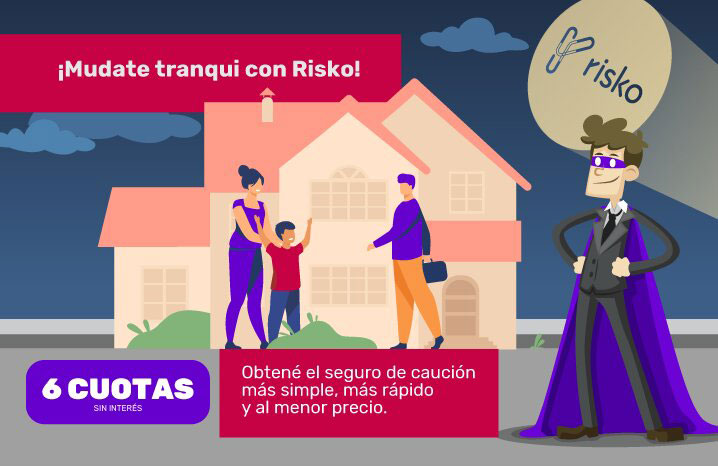 ¡Mudate tranqui con Risko!
risko
6 CUOTAS
SIN INTERÉS
Obtené el seguro de caución
más simple, más rápido
y al menor precio.